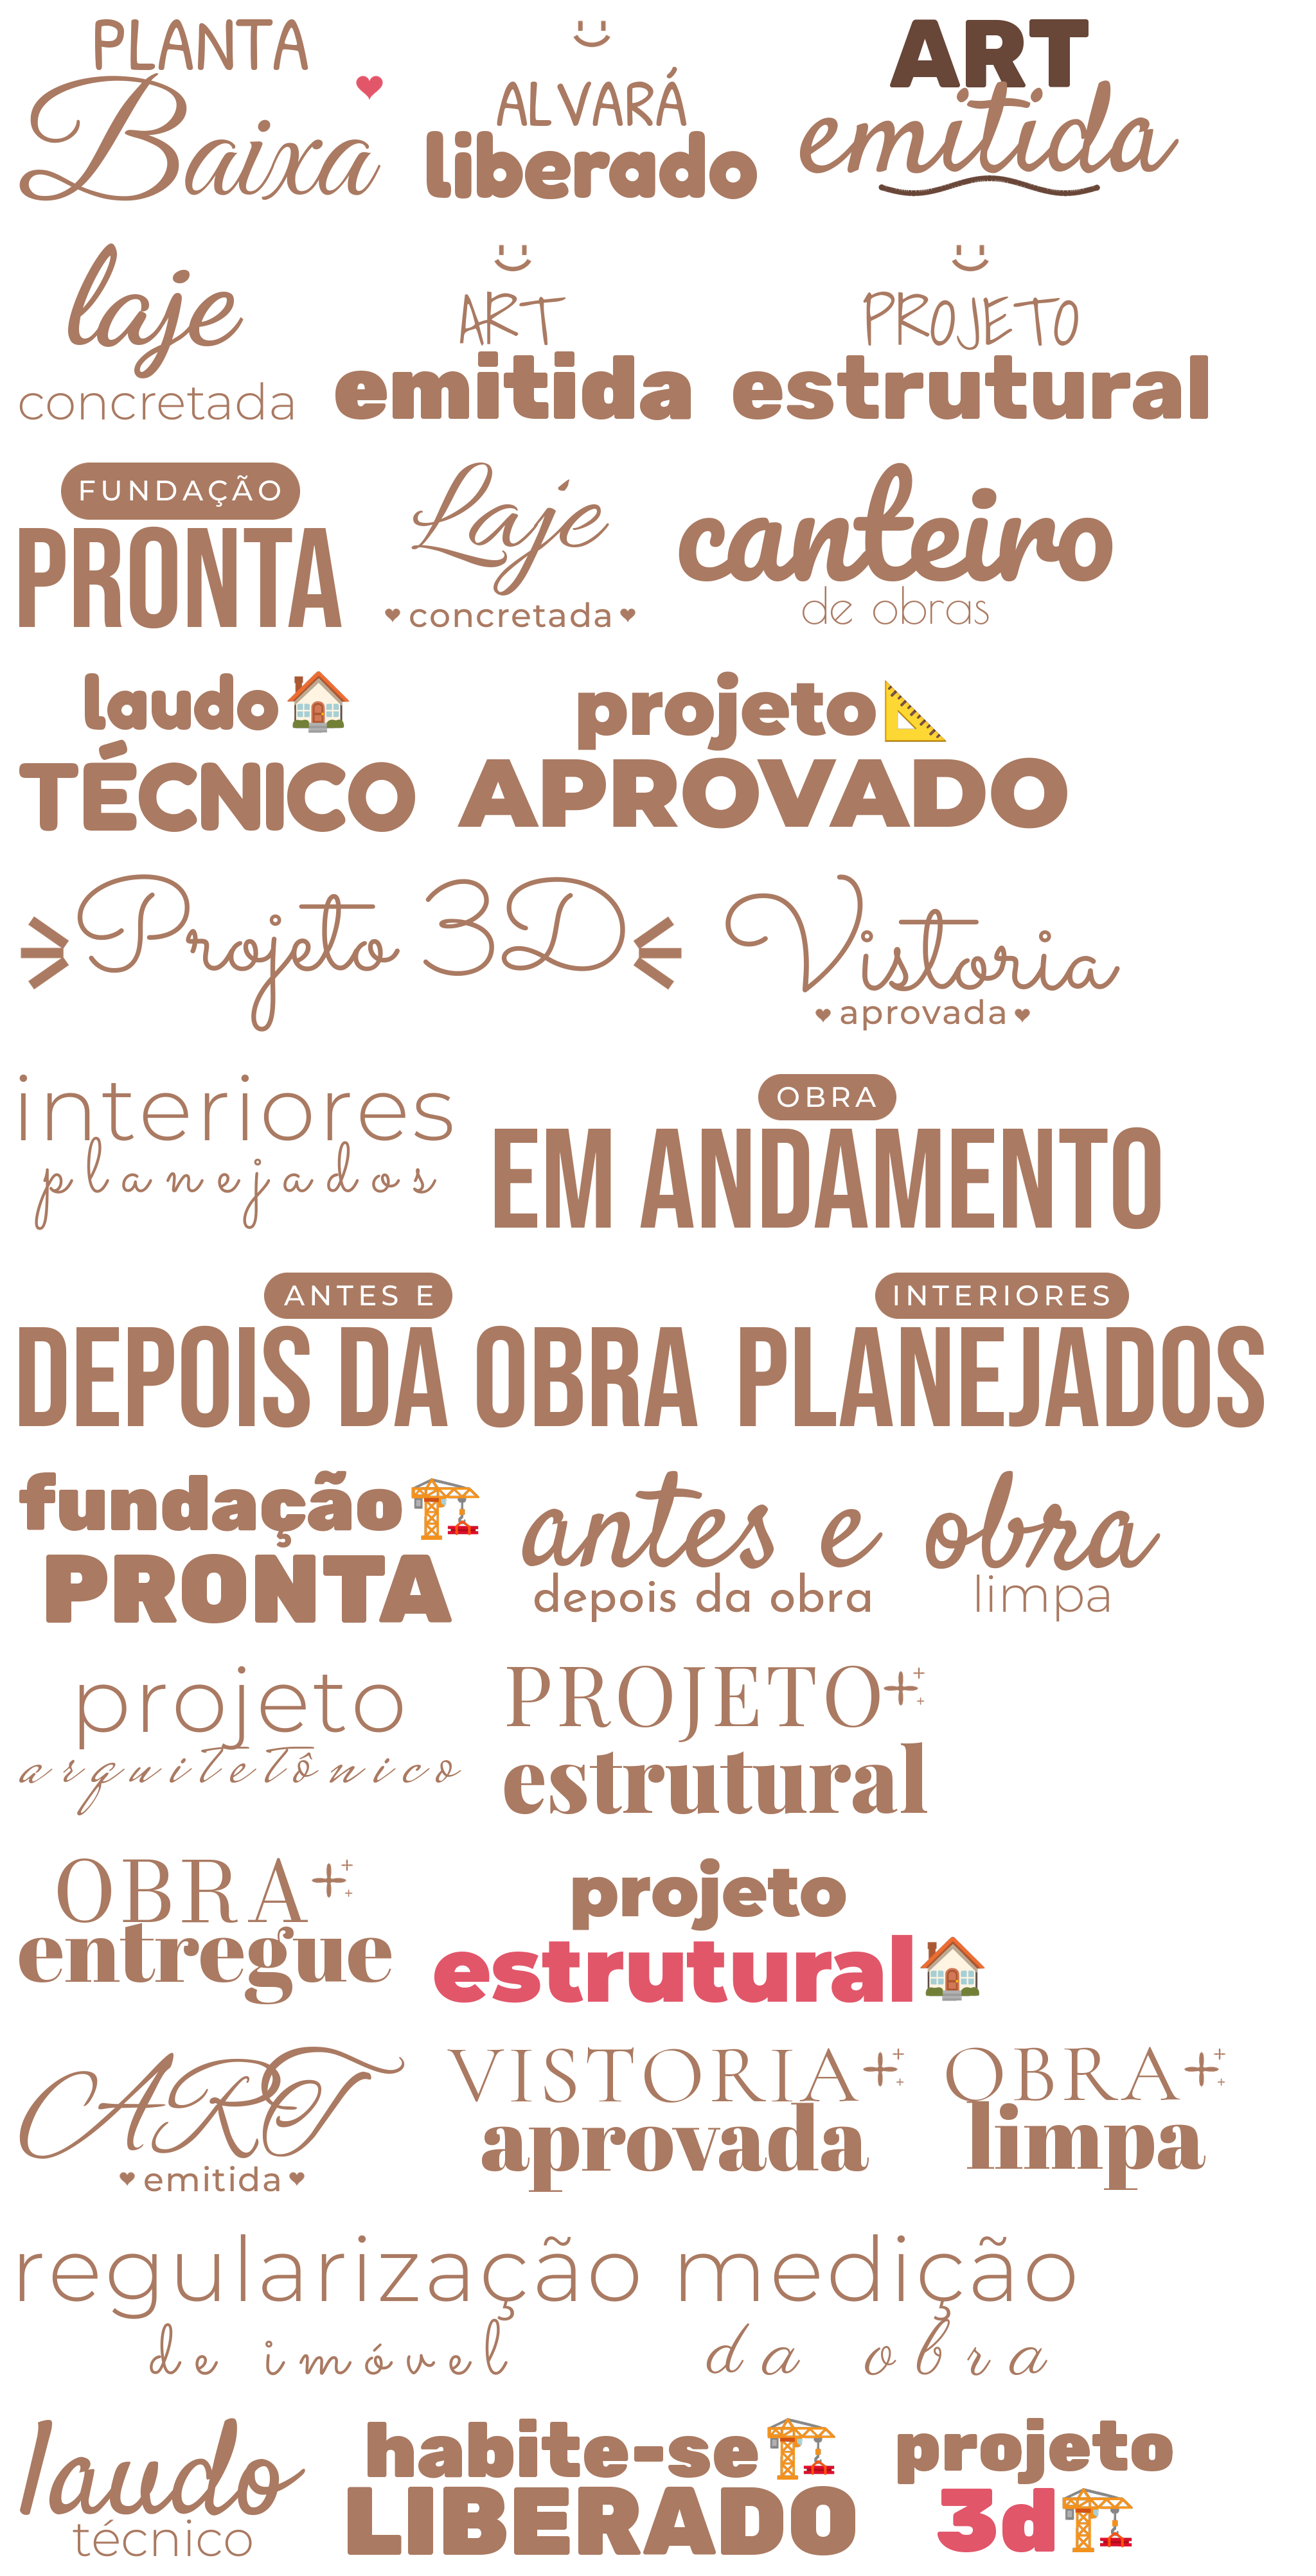 PLANTA
Baixa
ALVARÁ
liberado
ART
emitida
laje
concretada
ART
emitida
PROJETO
estrutural
FUNDAÇÃO
PRONTA
Laje
concretada
canteiro
de obras
laudo
TÉCNICO
projeto
APROVADO
Projeto 3D
Vistoria
aprovada
interiores
planejados
OBRA
EM ANDAMENTO
ANTES E
DEPOIS DA OBRA
INTERIORES
PLANEJADOS
fundação
PRONTA
antes e
depois da obra
obra
limpa
projeto
arquitetônico
PROJETO
estrutural
OBRA
entregue
projeto
estrutural
ART
emitida
VISTORIA
aprovada
OBRA
limpa
regularização
de imóvel
medição
da obra
laudo
técnico
habite-se
LIBERADO
projeto
3d